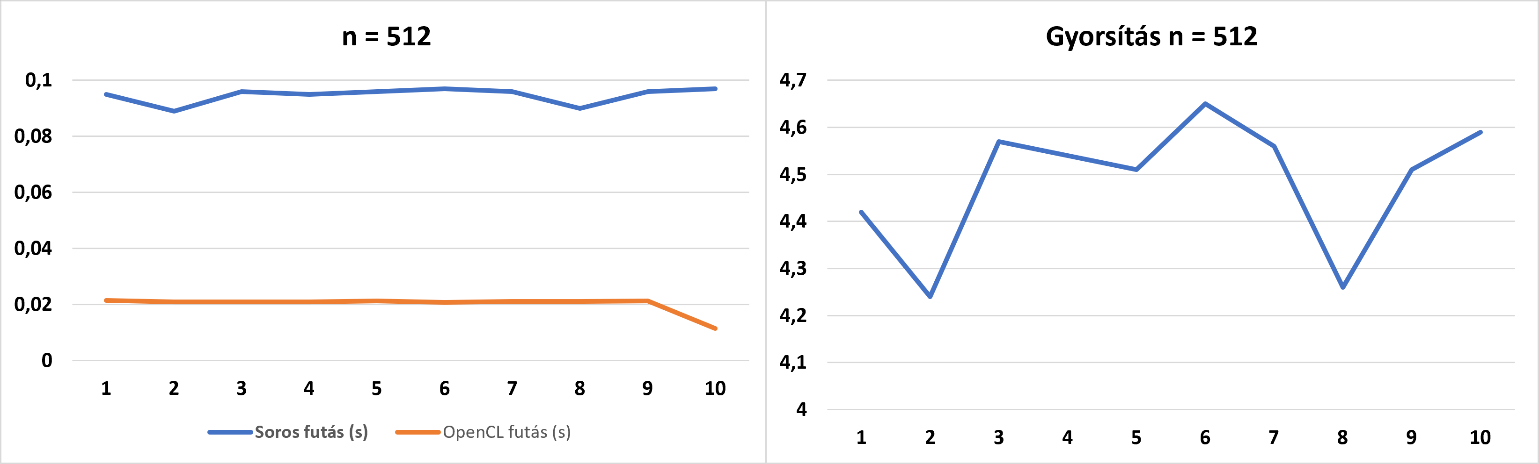 n = 512
0,1
0,08
0,06
0,04
0,02
0
1 2 3 4 5 6 7 8 9 10
Soros futás (s) OpenCL futás (s)
Gyorsítás n = 512
4,7
4,6
4,5
4,4
4,3
4,2
4,1
4
1 2 3 4 5 6 7 8 9 10